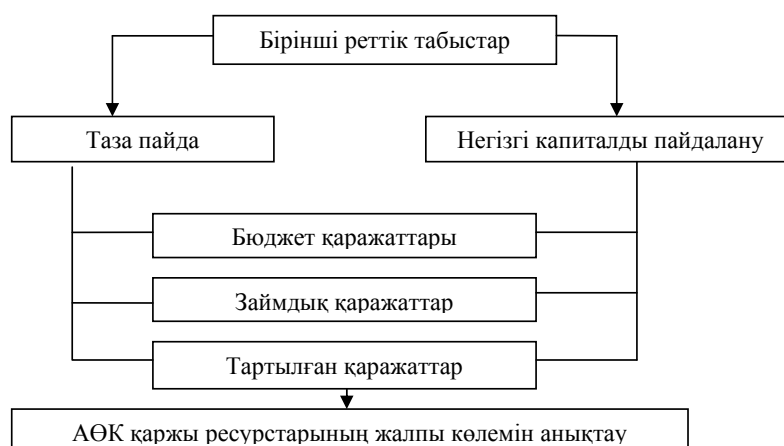 Бірінші реттік табыстар
Таза пайда
Негізгі капиталды пайдалану
Бюджет қаражаттары
Займдық қаражаттар
Тартылған қаражаттар
АӨК қаржы ресурстарының жалпы көлемін анықтау